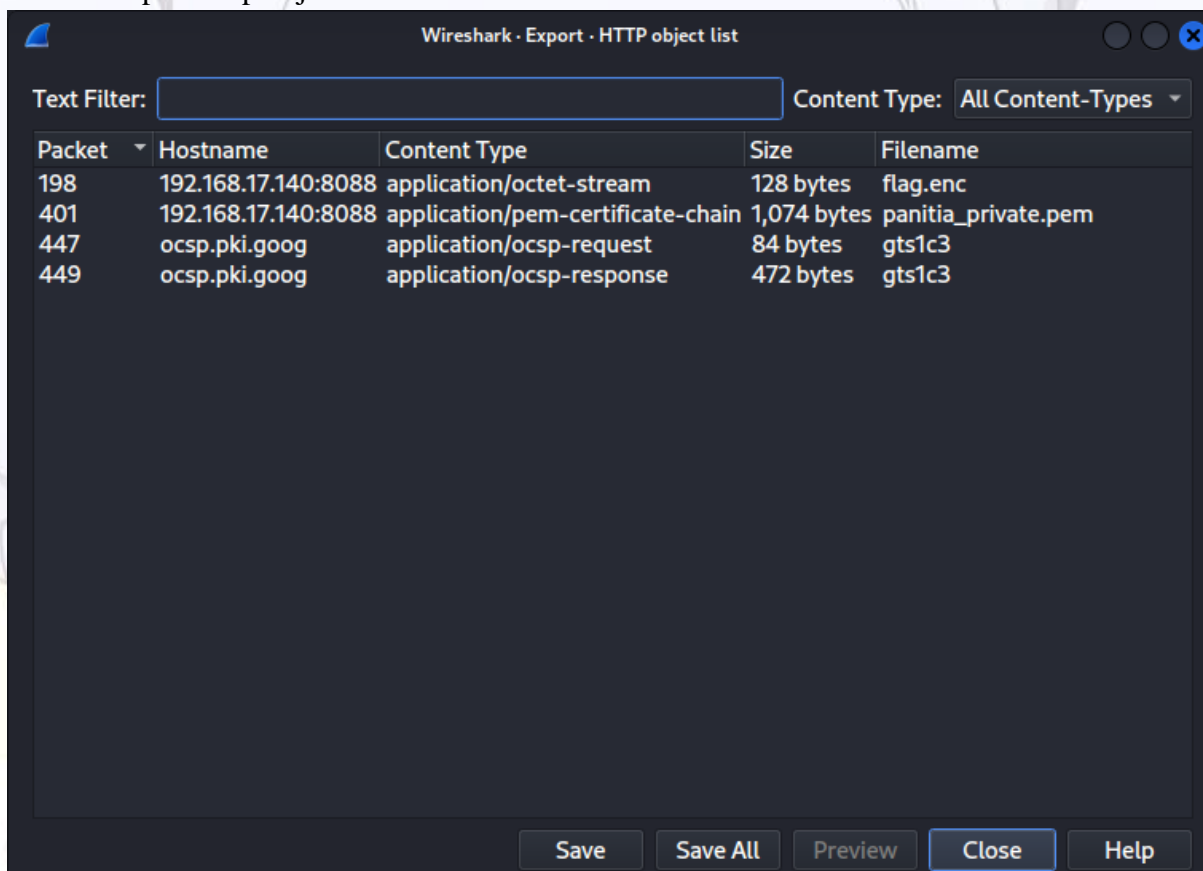 Wireshark · Export · HTTP object list
Text Filter: Content Type: All Content-Types
Packet Hostname Content Type Size Filename
198 192.168.17.140:8088 application/octet-stream 128 bytes flag.enc
401 192.168.17.140:8088 application/pem-certificate-chain 1,074 bytes panitia_private.pem
447 ocsp.pki.goog application/ocsp-request 84 bytes gts1c3
449 ocsp.pki.goog application/ocsp-response 472 bytes gts1c3
Save Save All Preview Close Help